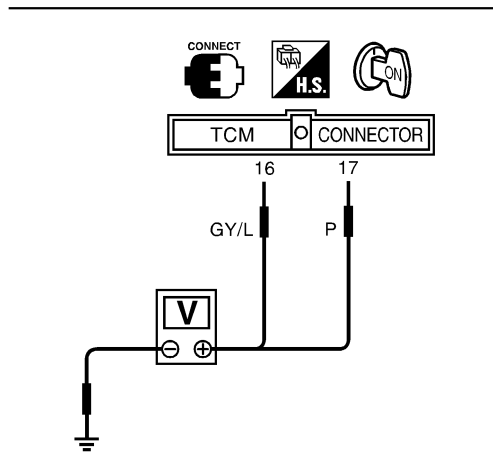 CONNECT
H.S.
ON
TCM CONNECTOR
16 17
GY/L P
V
− +